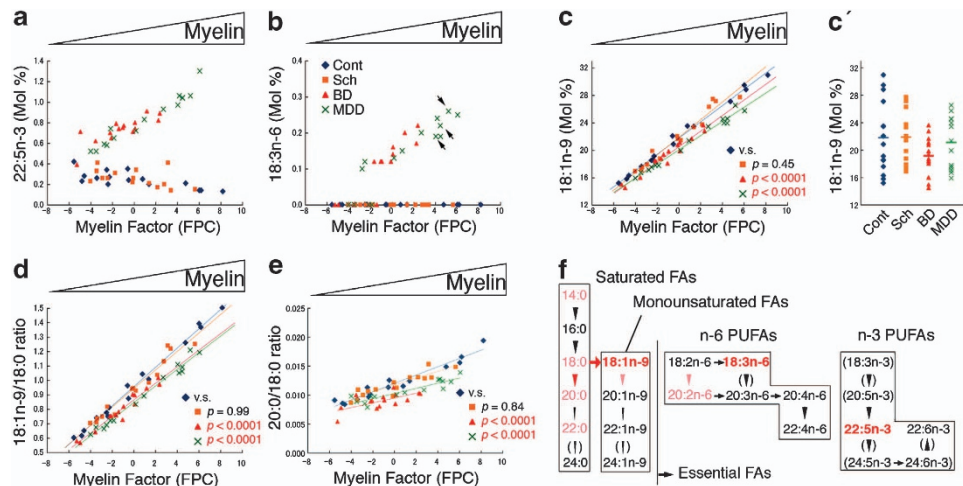 a
Myelin
22:5n-3 (Mol %)
1.4
1.2
1.0
0.8
0.6
0.4
0.2
0.0
−8 −6 −4 −2 0 2 4 6 8 10
Myelin Factor (FPC)
b
Myelin
18:3n-6 (Mol %)
0.4
0.3
0.2
0.1
0.0
Cont
Sch
BD
MDD
−8 −6 −4 −2 0 2 4 6 8 10
Myelin Factor (FPC)
c
Myelin
18:1n-9 (Mol %)
32
28
24
20
16
12
v.s.
p = 0.45
p < 0.0001
p < 0.0001
−8 −6 −4 −2 0 2 4 6 8 10
Myelin Factor (FPC)
c´
18:1n-9 (Mol %)
32
28
24
20
16
12
Cont
Sch
BD
MDD
d
Myelin
18:1n-9/18:0 ratio
1.5
1.4
1.3
1.2
1.1
1.0
0.9
0.8
0.7
0.6
0.5
v.s.
p = 0.99
p < 0.0001
p < 0.0001
−8 −6 −4 −2 0 2 4 6 8 10
Myelin Factor (FPC)
e
Myelin
20:0/18:0 ratio
0.025
0.020
0.015
0.010
0.005
0.00
v.s.
p = 0.84
p < 0.0001
p < 0.0001
−8 −6 −4 −2 0 2 4 6 8 10
Myelin Factor (FPC)
f
Saturated FAs
Monounsaturated FAs
n-6 PUFAs
n-3 PUFAs
14:0
16:0
18:0
20:0
22:0
( )
24:0
18:1n-9
20:1n-9
22:1n-9
( )
24:1n-9
18:2n-6 18:3n-6
( )
20:2n-6 20:3n-6 20:4n-6
22:4n-6
(18:3n-3)
( )
(20:5n-3)
22:5n-3 22:6n-3
( ) ( )
(24:5n-3 24:6n-3)
Essential FAs